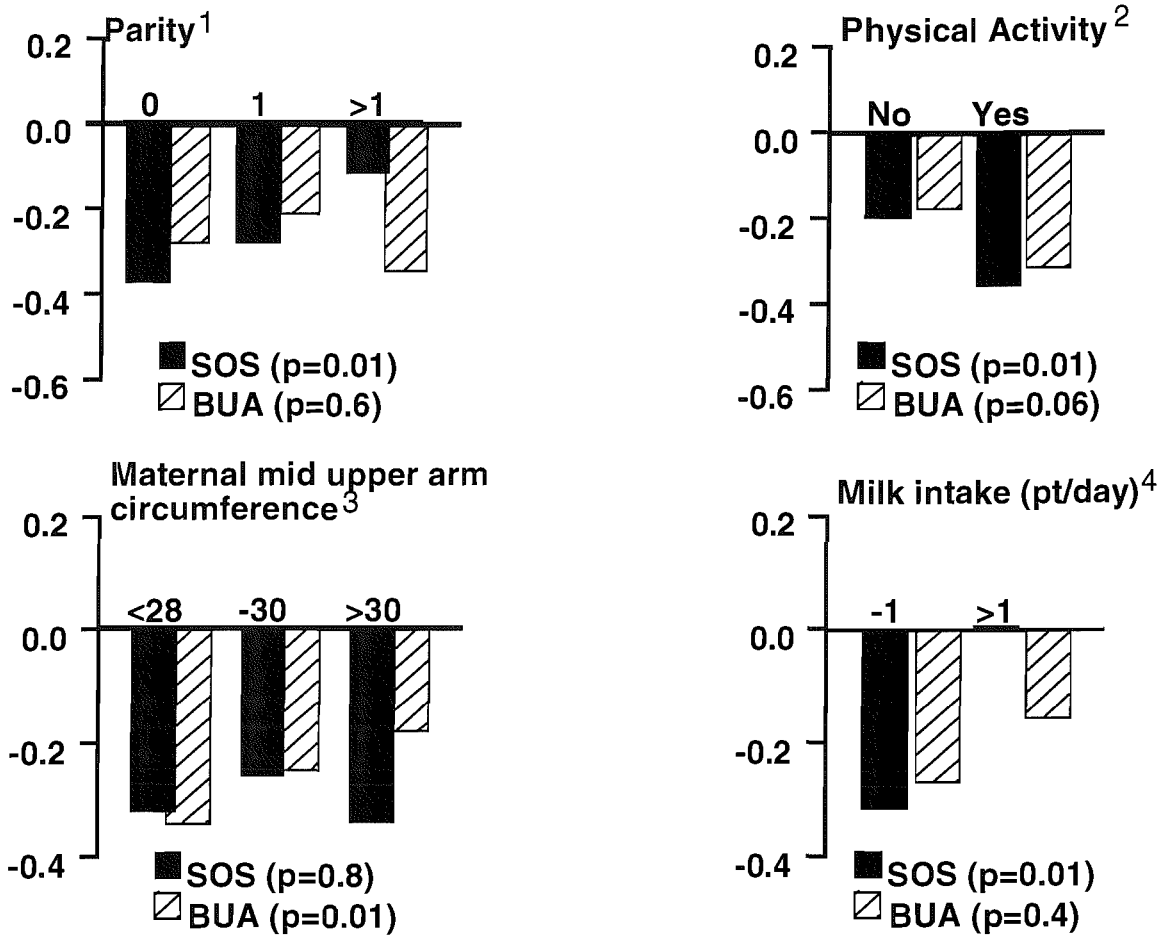 Parity1
0.2
0 1 >1
0.0
-0.2
-0.4
-0.6
SOS (p=0.01)
BUA (p=0.6)
Physical Activity2
0.2
No Yes
0.0
-0.2
-0.4
-0.6
SOS (p=0.01)
BUA (p=0.06)
Maternal mid upper arm
circumference3
0.2
<28 -30 >30
0.0
-0.2
-0.4
SOS (p=0.8)
BUA (p=0.01)
Milk intake (pt/day)4
0.2
-1 >1
0.0
-0.2
-0.4
SOS (p=0.01)
BUA (p=0.4)